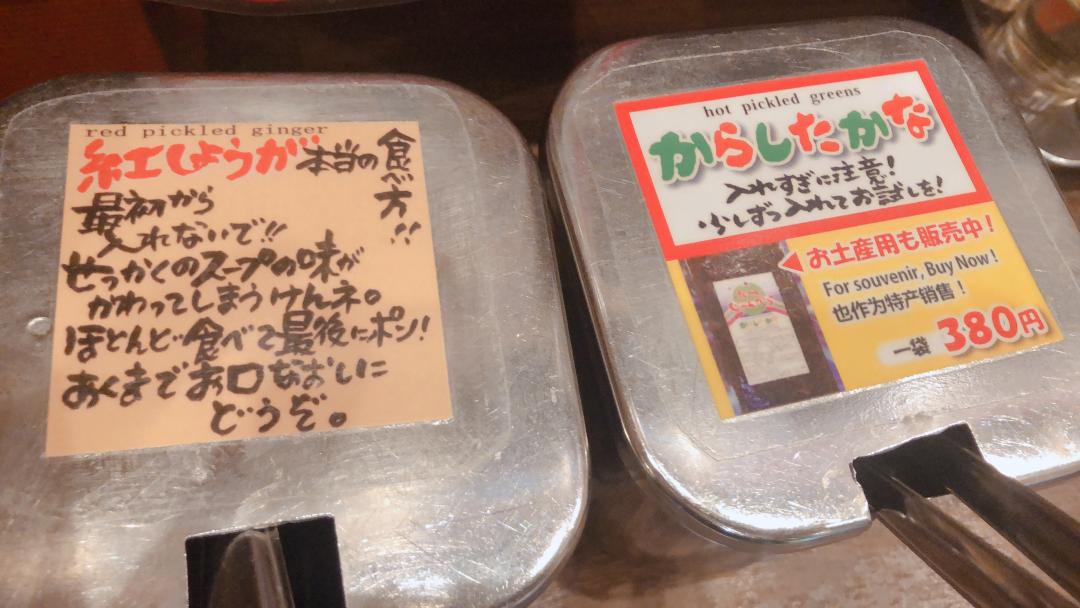 red pickled ginger
紅しょうが本当の食べ方!!
最初から
入れないで!!
せっかくのスープの味が
かわってしまうけんネ。
ほとんど食べて最後にポン!
あくまでお口なおしに
どうぞ。
hot pickled greens
からしたかな
入れすぎに注意!
少しずつ入れてお試しを!
お土産用も販売中!
For souvenir, Buy Now!
也作为特产销售!
一袋 380円